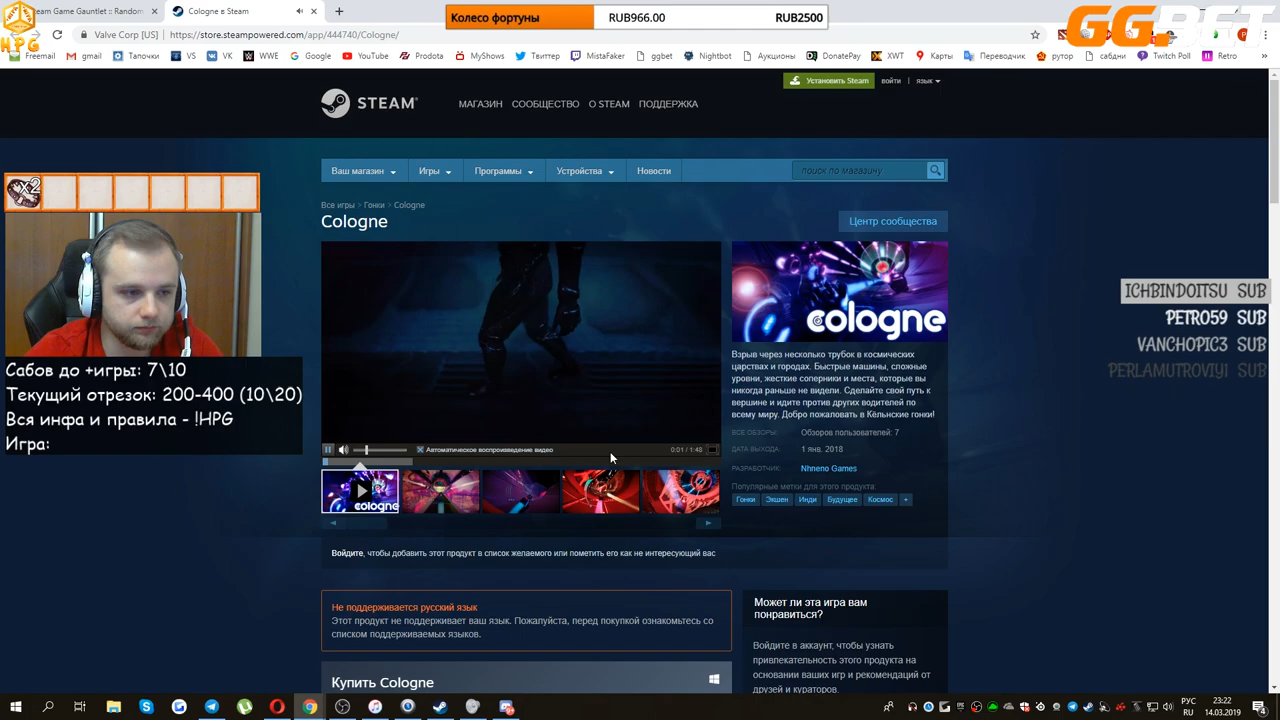 team Game Gauntlet :: Random
Cologne в Steam
Колесо фортуны
RUB966.00
RUB2500
GG.BET
HPG
Valve Corp [US]
https://store.steampowered.com/app/444740/Cologne/
Freemail
gmail
Тапочки
VS
VK
WWE
Google
YouTube
Prodota
MyShows
Твиттер
MistaFaker
ggbet
Nightbot
Аукционы
DonatePay
XWT
Карты
Переводчик
рутор
сабдни
Twitch Poll
Retro
Установить Steam
войти
язык
STEAM
МАГАЗИН
СООБЩЕСТВО
О STEAM
ПОДДЕРЖКА
Ваш магазин
Игры
Программы
Устройства
Новости
поиск по магазину
Все игры > Гонки > Cologne
Cologne
Центр сообщества
X2
cologne
Взрыв через несколько трубок в космических
царствах и городах. Быстрые машины, сложные
уровни, жесткие соперники и места, которые вы
никогда раньше не видели. Сделайте свой путь к
вершине и идите против других водителей по
всему миру. Добро пожаловать в Кёльнские гонки!
ВСЕ ОБЗОРЫ:
Обзоров пользователей: 7
ДАТА ВЫХОДА:
1 янв. 2018
РАЗРАБОТЧИК:
Nhneno Games
Популярные метки для этого продукта:
Гонки
Экшен
Инди
Будущее
Космос
+
Автоматическое воспроизведение видео
0:01 / 1:48
cologne
ICHBINDOITSU SUB
PETRO59 SUB
VANCHOPIC3 SUB
PERLAMUTROVIYI SUB
Сабов до +игры: 7\10
Текущий отрезок: 200-400 (10\20)
Вся инфа и правила - !HPG
Игра:
Войдите, чтобы добавить этот продукт в список желаемого или пометить его как не интересующий вас
Не поддерживается русский язык
Этот продукт не поддерживает ваш язык. Пожалуйста, перед покупкой ознакомьтесь со
списком поддерживаемых языков.
Может ли эта игра вам
понравиться?
Войдите в аккаунт, чтобы узнать
привлекательность этого продукта на
основании ваших игр и рекомендаций от
друзей и кураторов.
Купить Cologne
РУС
RU
23:22
14.03.2019